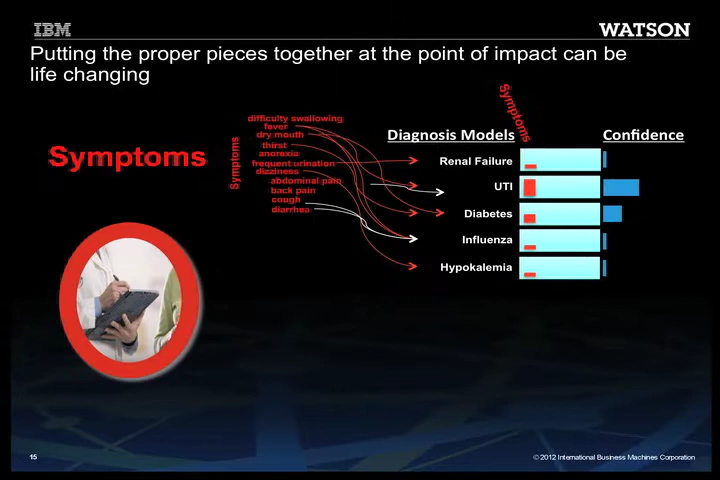 IBM
WATSON
Putting the proper pieces together at the point of impact can be
life changing
Symptoms
Symptoms
difficulty swallowing
fever
dry mouth
thirst
anorexia
frequent urination
dizziness
abdominal pain
back pain
cough
diarrhea
Symptoms
Diagnosis Models
Confidence
Renal Failure
UTI
Diabetes
Influenza
Hypokalemia
15
© 2012 International Business Machines Corporation